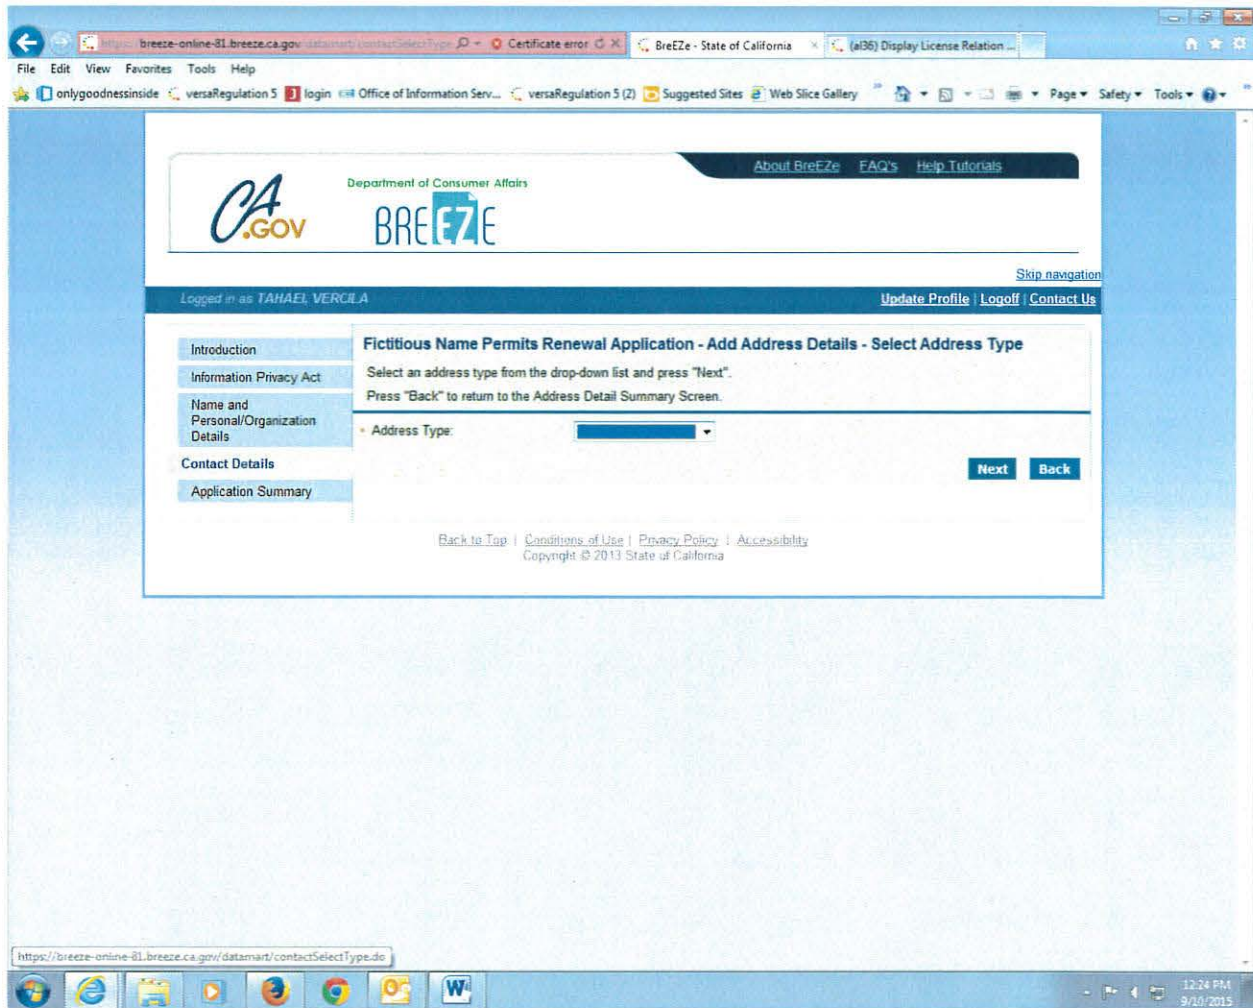 https://breeze-online-81.breeze.ca.gov/datamart/contactSelectType Certificate error BreEZe - State of California (al36) Display License Relation ...
File Edit View Favorites Tools Help
onlygoodnessinside versaRegulation 5 login Office of Information Serv... versaRegulation 5 (2) Suggested Sites Web Slice Gallery Page Safety Tools
About BreEZe FAQ's Help Tutorials
CA.GOV
Department of Consumer Affairs
BREEZE
Skip navigation
Logged in as TAHAEI, VERCILA
Update Profile | Logoff | Contact Us
Introduction
Information Privacy Act
Name and
Personal/Organization
Details
Contact Details
Application Summary
Fictitious Name Permits Renewal Application - Add Address Details - Select Address Type
Select an address type from the drop-down list and press "Next".
Press "Back" to return to the Address Detail Summary Screen.
Address Type:
Next Back
Back to Top | Conditions of Use | Privacy Policy | Accessibility
Copyright © 2013 State of California
https://breeze-online-81.breeze.ca.gov/datamart/contactSelectType.do
12:24 PM
9/10/2015